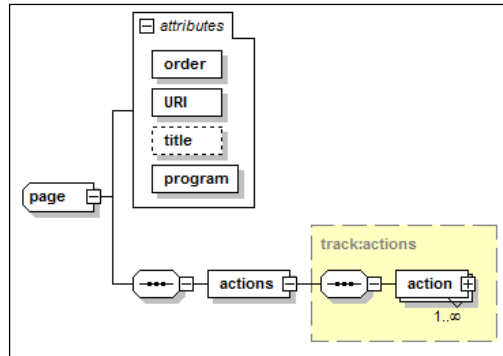 attributes
order
URI
title
program
page
track:actions
actions
action
1..∞